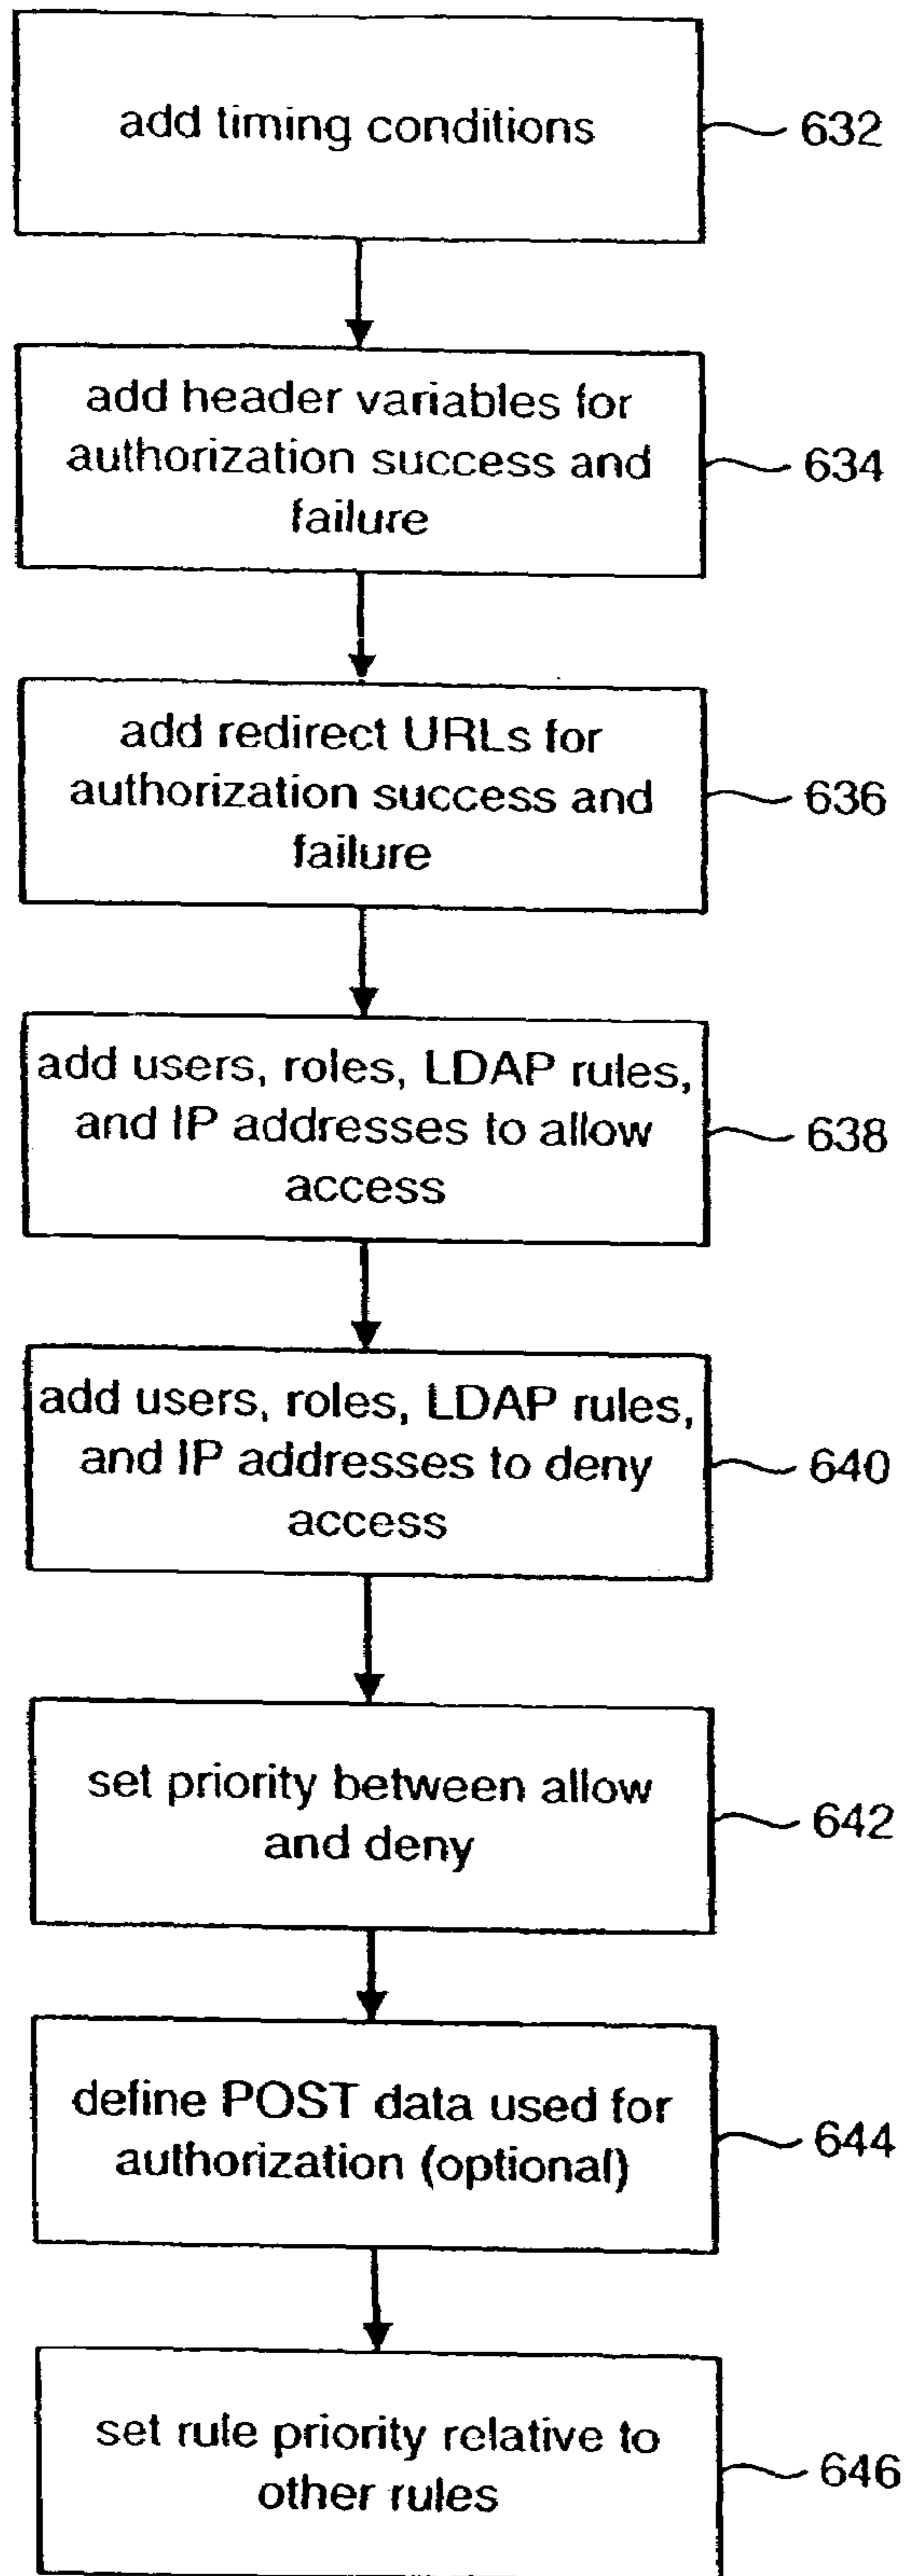 add timing conditions
632
add header variables for
authorization success and
failure
634
add redirect URLs for
authorization success and
failure
636
add users, roles, LDAP rules,
and IP addresses to allow
access
638
add users, roles, LDAP rules,
and IP addresses to deny
access
640
set priority between allow
and deny
642
define POST data used for
authorization (optional)
644
set rule priority relative to
other rules
646